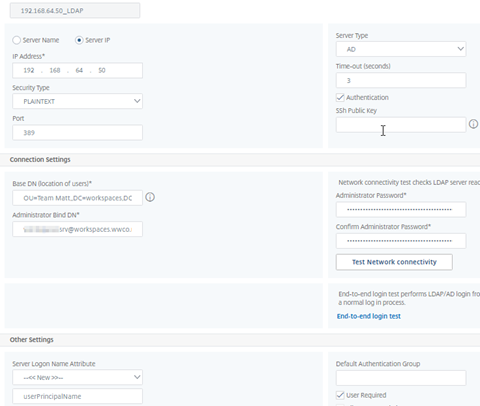 192.168.64.50_LDAP
Server Name
Server IP
IP Address*
192 . 168 . 64 . 50
Security Type
PLAINTEXT
Port
389
Server Type
AD
Time-out (seconds)
3
Authentication
SSh Public Key
Connection Settings
Base DN (location of users)*
OU=Team Matt_DC=workspaces,DC
Administrator Bind DN*
srv@workspaces.wwco.
Network connectivity test checks LDAP server reac
Administrator Password*
••••••••••••••••••••••••••••••••
Confirm Administrator Password*
••••••••••••••••••••••••••••••••
Test Network connectivity
End-to-end login test performs LDAP/AD login fro
a normal log in process.
End-to-end login test
Other Settings
Server Logon Name Attribute
--<< New >>--
userPrincipalName
Default Authentication Group
User Required